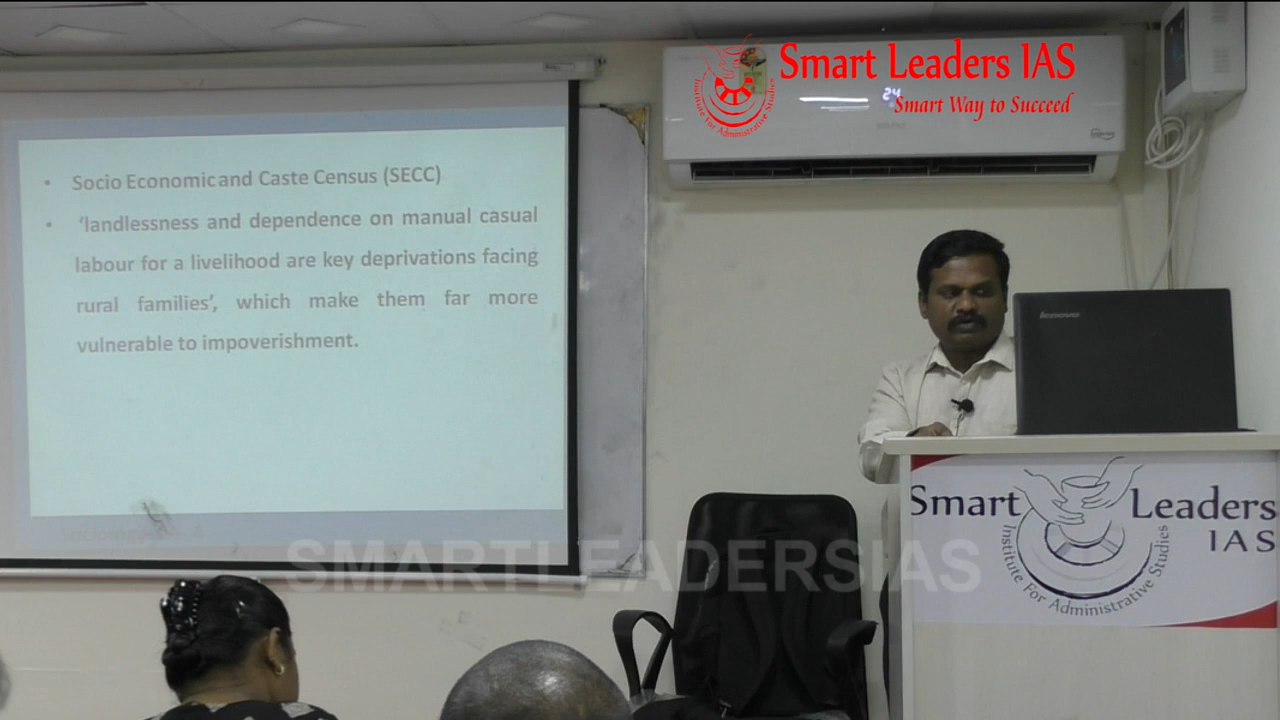 Smart Leaders IAS
Smart Way to Succeed
Institute For Administrative Studies
24
• Socio Economic and Caste Census (SECC)
• ‘landlessness and dependence on manual casual
labour for a livelihood are key deprivations facing
rural families’, which make them far more
vulnerable to impoverishment.
lenovo
Smart Leaders
IAS
Institute For Administrative Studies
SMARTLEADERSIAS